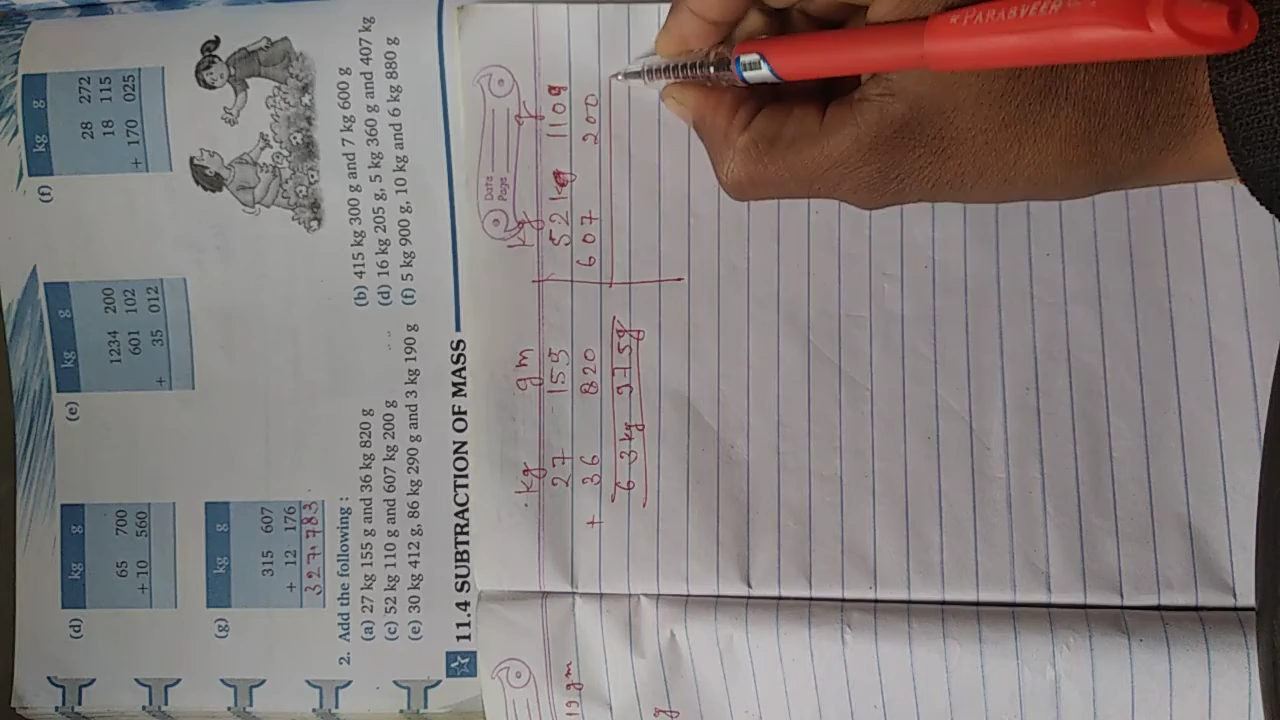 (d)
kg g
65 700
+ 10 560
(e)
kg g
1234 200
601 102
+ 35 012
(f)
kg g
28 272
18 115
+ 170 025
(g)
kg g
315 607
+ 12 176
327.783
2. Add the following :
(a) 27 kg 155 g and 36 kg 820 g
(b) 415 kg 300 g and 7 kg 600 g
(c) 52 kg 110 g and 607 kg 200 g
(d) 16 kg 205 g, 5 kg 360 g and 407 kg
(e) 30 kg 412 g, 86 kg 290 g and 3 kg 190 g
(f) 5 kg 900 g, 10 kg and 6 kg 880 g
11.4 SUBTRACTION OF MASS
Date
Page
kg gm
27 155
+ 36 820
63kg 975g
kg g
52 kg 110g
607 200
19 gm
g
PARASVEER